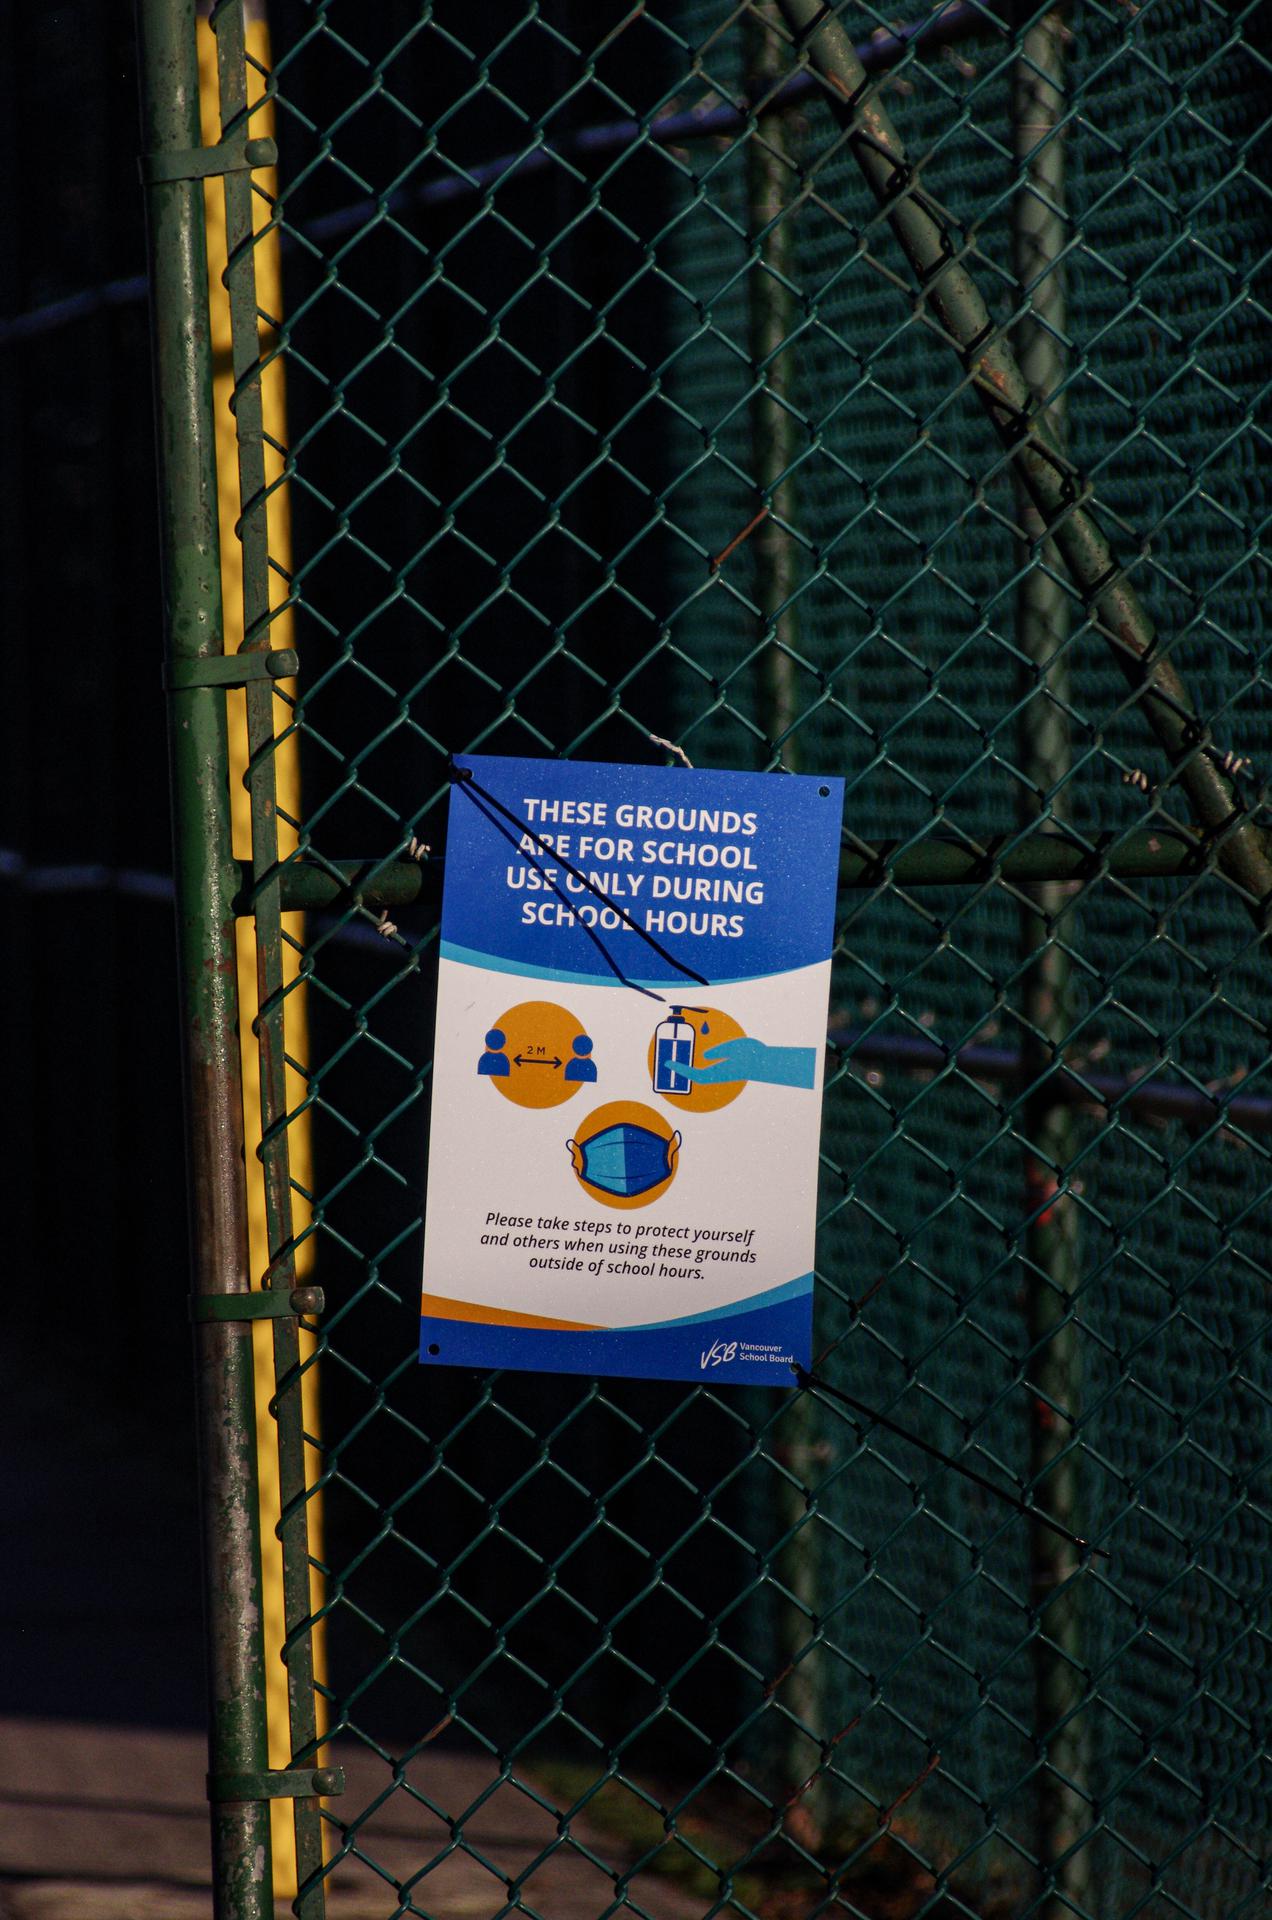 THESE GROUNDS
ARE FOR SCHOOL
USE ONLY DURING
SCHOOL HOURS
2 M
Please take steps to protect yourself
and others when using these grounds
outside of school hours.
VSB Vancouver
School Board